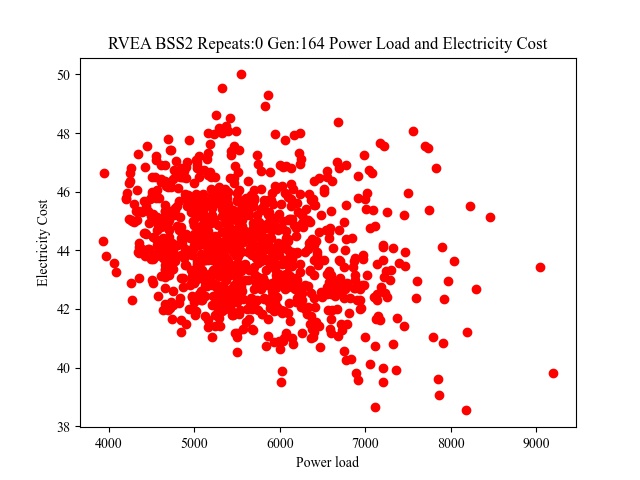 RVEA BSS2 Repeats:0 Gen:164 Power Load and Electricity Cost
Electricity Cost
50
48
46
44
42
40
38
4000 5000 6000 7000 8000 9000
Power load